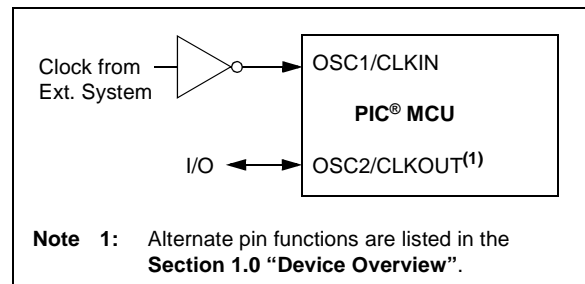 Clock from
Ext. System
OSC1/CLKIN
PIC® MCU
I/O
OSC2/CLKOUT(1)
Note 1: Alternate pin functions are listed in the
Section 1.0 “Device Overview”.